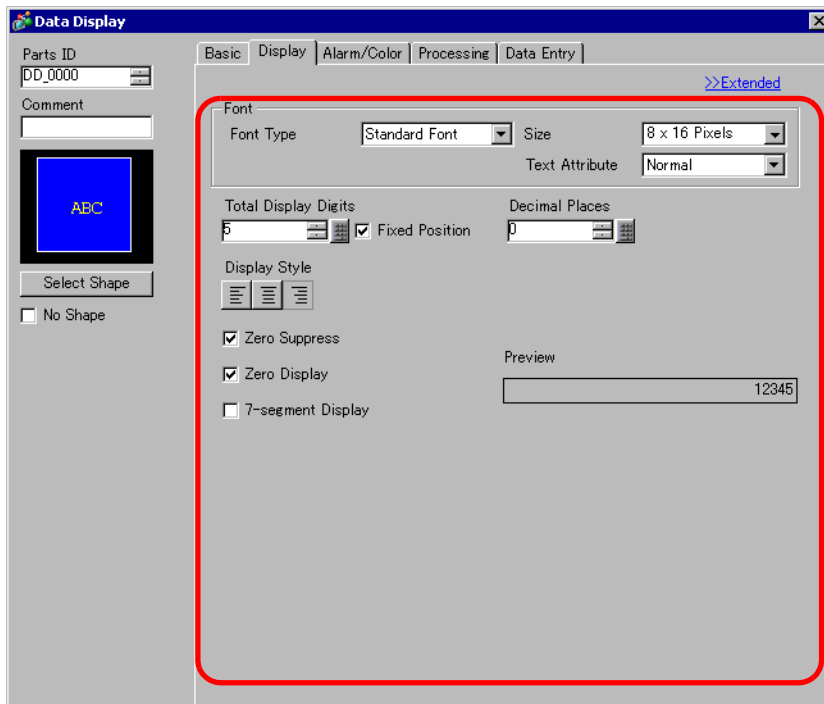 Data Display
Parts ID
DD_0000
Comment
ABC
Select Shape
No Shape
Basic Display Alarm/Color Processing Data Entry
>>Extended
Font
Font Type Standard Font Size 8 x 16 Pixels
Text Attribute Normal
Total Display Digits Decimal Places
5 Fixed Position 0
Display Style
Zero Suppress
Zero Display
7-segment Display
Preview
12345